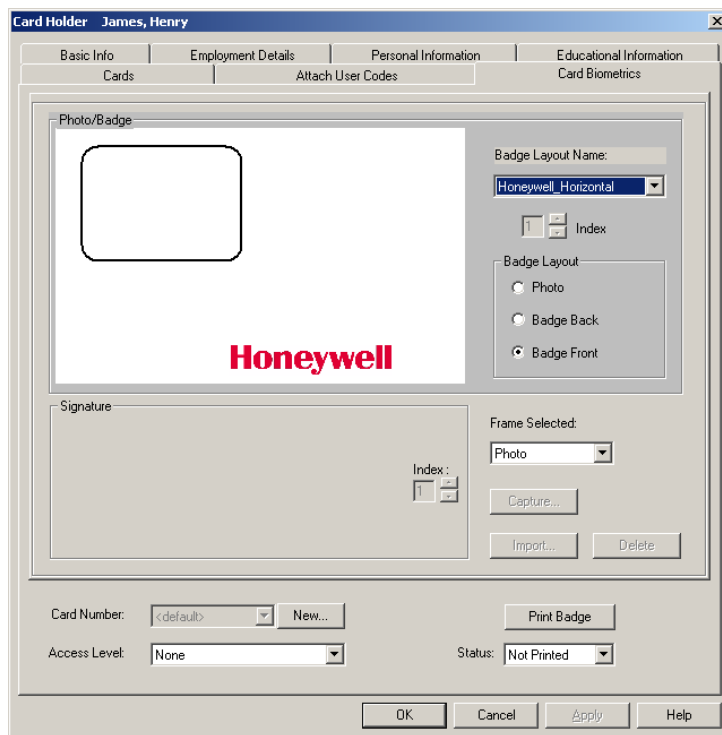 Card Holder James, Henry
Basic Info Employment Details Personal Information Educational Information
Cards Attach User Codes Card Biometrics
Photo/Badge
Badge Layout Name:
Honeywell_Horizontal
1 Index
Badge Layout
Photo
Badge Back
Badge Front
Honeywell
Signature
Frame Selected:
Photo
Index :
1
Capture...
Import... Delete
Card Number: <default> New... Print Badge
Access Level: None Status: Not Printed
OK Cancel Apply Help